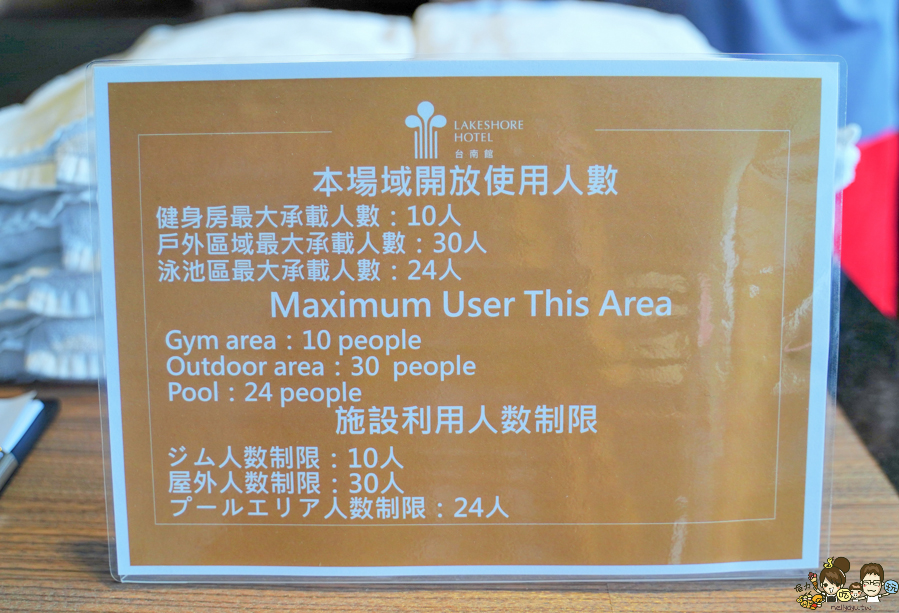 LAKESHORE
HOTEL
台南館
本場域開放使用人數
健身房最大承載人數：10人
戶外區域最大承載人數：30人
泳池區最大承載人數：24人
Maximum User This Area
Gym area：10 people
Outdoor area：30 people
Pool：24 people
施設利用人数制限
ジム人数制限：10人
屋外人数制限：30人
プールエリア人数制限：24人